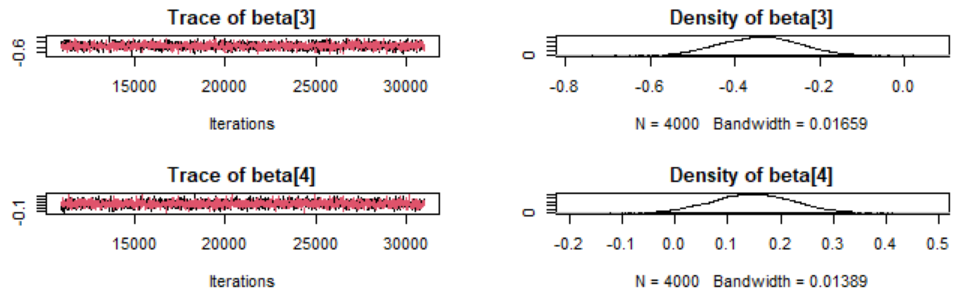 Trace of beta[3]
-0.6
15000 20000 25000 30000
Iterations
Density of beta[3]
0
-0.8 -0.6 -0.4 -0.2 0.0
N = 4000 Bandwidth = 0.01659
Trace of beta[4]
-0.1
15000 20000 25000 30000
Iterations
Density of beta[4]
0
-0.2 -0.1 0.0 0.1 0.2 0.3 0.4 0.5
N = 4000 Bandwidth = 0.01389